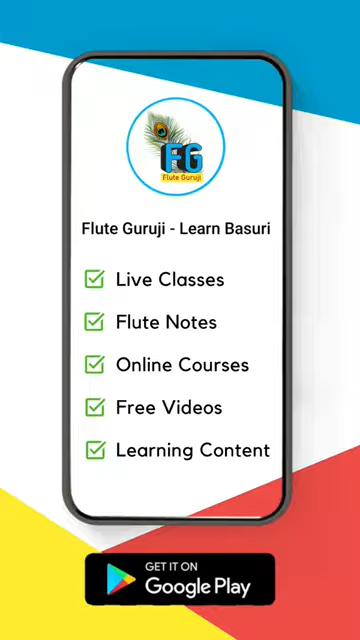 FG
Flute Guruji
Flute Guruji - Learn Basuri
Live Classes
Flute Notes
Online Courses
Free Videos
Learning Content
GET IT ON
Google Play